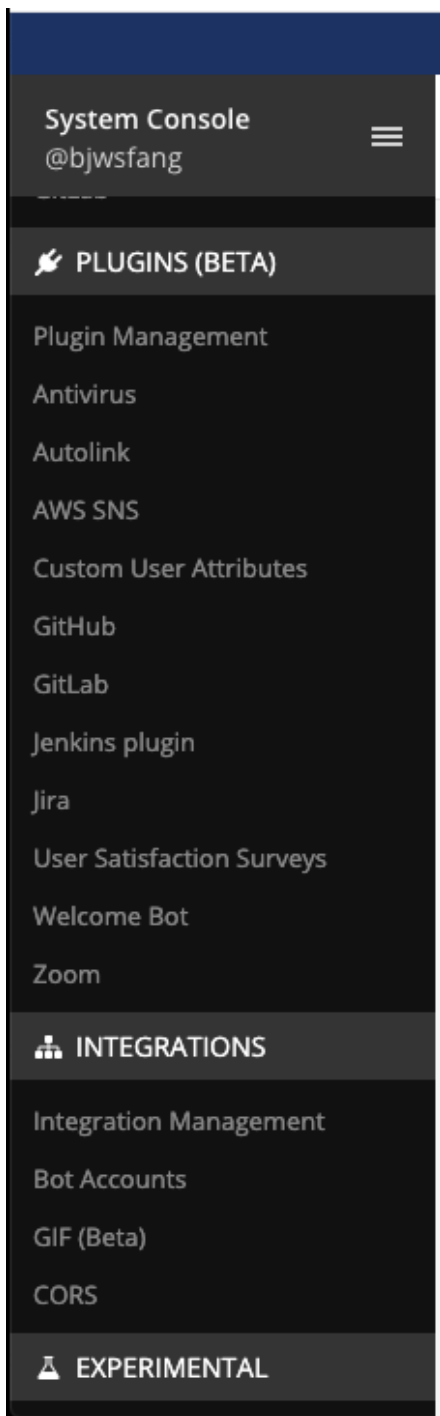 System Console
@bjwsfang
PLUGINS (BETA)
Plugin Management
Antivirus
Autolink
AWS SNS
Custom User Attributes
GitHub
GitLab
Jenkins plugin
Jira
User Satisfaction Surveys
Welcome Bot
Zoom
INTEGRATIONS
Integration Management
Bot Accounts
GIF (Beta)
CORS
EXPERIMENTAL